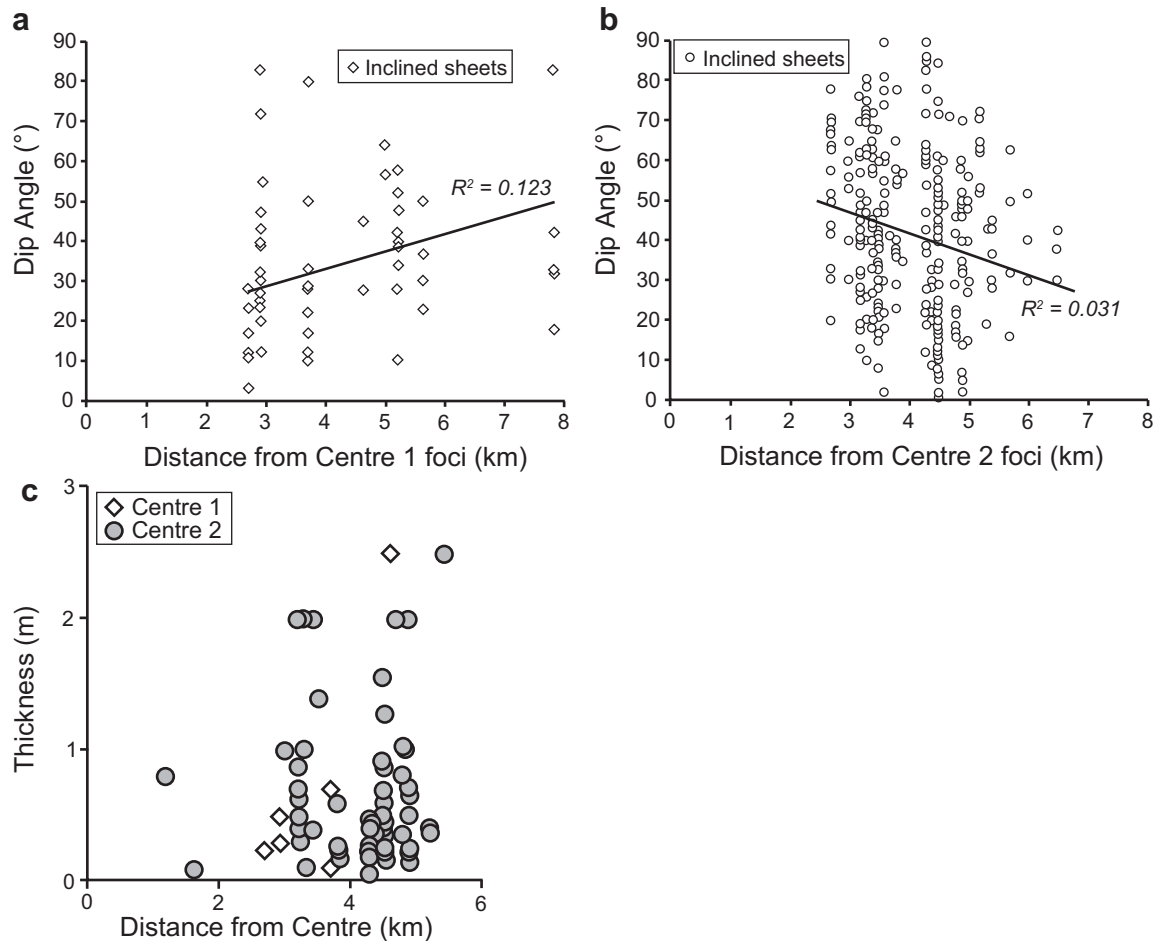 a
90
80
70
60
50
40
30
20
10
0
Dip Angle (°)
Inclined sheets
R² = 0.123
0 1 2 3 4 5 6 7 8
Distance from Centre 1 foci (km)
b
90
80
70
60
50
40
30
20
10
0
Dip Angle (°)
Inclined sheets
R² = 0.031
0 1 2 3 4 5 6 7 8
Distance from Centre 2 foci (km)
c
3
2
1
0
Thickness (m)
Centre 1
Centre 2
0 2 4 6
Distance from Centre (km)